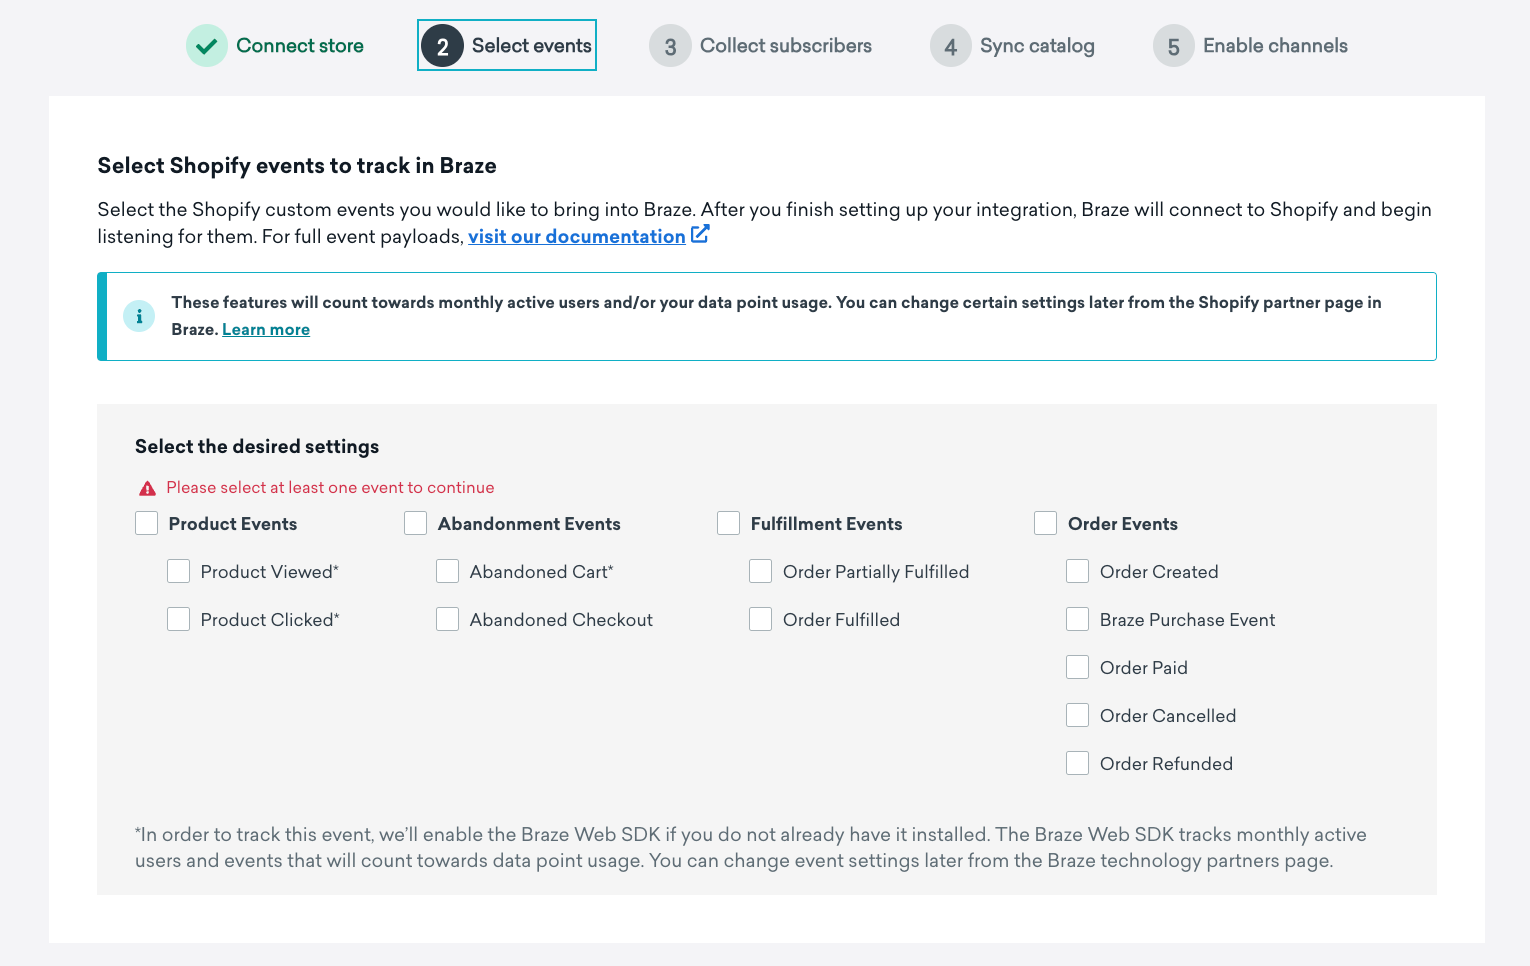 Connect store
2 Select events
3 Collect subscribers
4 Sync catalog
5 Enable channels
Select Shopify events to track in Braze
Select the Shopify custom events you would like to bring into Braze. After you finish setting up your integration, Braze will connect to Shopify and begin
listening for them. For full event payloads, visit our documentation
These features will count towards monthly active users and/or your data point usage. You can change certain settings later from the Shopify partner page in
Braze. Learn more
Select the desired settings
Please select at least one event to continue
Product Events
Product Viewed*
Product Clicked*
Abandonment Events
Abandoned Cart*
Abandoned Checkout
Fulfillment Events
Order Partially Fulfilled
Order Fulfilled
Order Events
Order Created
Braze Purchase Event
Order Paid
Order Cancelled
Order Refunded
*In order to track this event, we’ll enable the Braze Web SDK if you do not already have it installed. The Braze Web SDK tracks monthly active
users and events that will count towards data point usage. You can change event settings later from the Braze technology partners page.